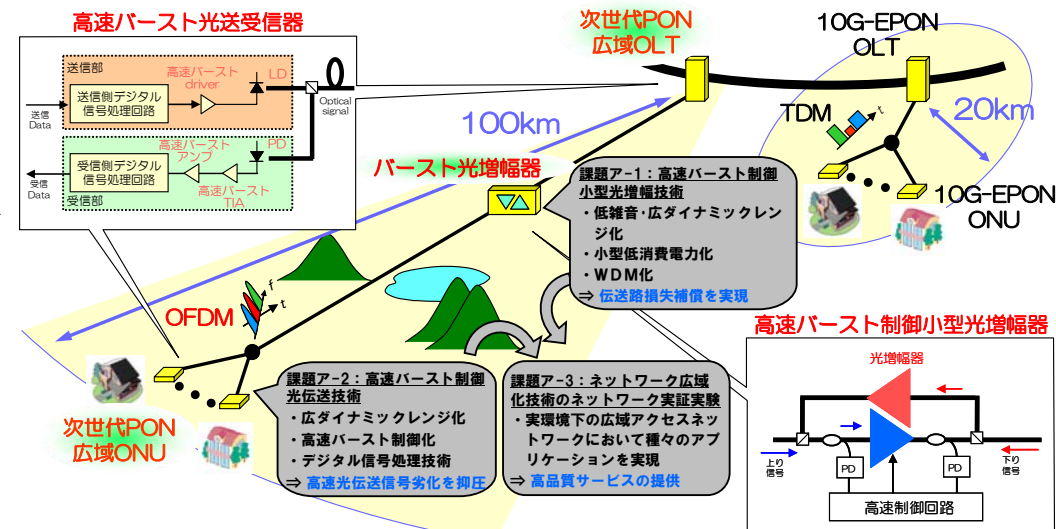 高速バースト光送受信器
送信部
高速バースト
driver
LD
送信側デジタル
信号処理回路
送信
Data
Optical
signal
高速バースト
アンプ
PD
受信側デジタル
信号処理回路
受信
Data
高速バースト
TIA
受信部
次世代PON
広域OLT
10G-EPON
OLT
100km
TDM
t
20km
10G-EPON
ONU
バースト光増幅器
課題ア-1：高速バースト制御
小型光増幅技術
・低雑音・広ダイナミックレン
ジ化
・小型低消費電力化
・WDM化
⇒ 伝送路損失補償を実現
OFDM
f
t
次世代PON
広域ONU
課題ア-2：高速バースト制御
光伝送技術
・広ダイナミックレンジ化
・高速バースト制御化
・デジタル信号処理技術
⇒ 高速光伝送信号劣化を抑圧
課題ア-3：ネットワーク広域
化技術のネットワーク実証実験
・実環境下の広域アクセスネッ
トワークにおいて種々のアプ
リケーションを実現
⇒ 高品質サービスの提供
高速バースト制御小型光増幅器
光増幅器
上り
信号
PD
PD
下り
信号
高速制御回路